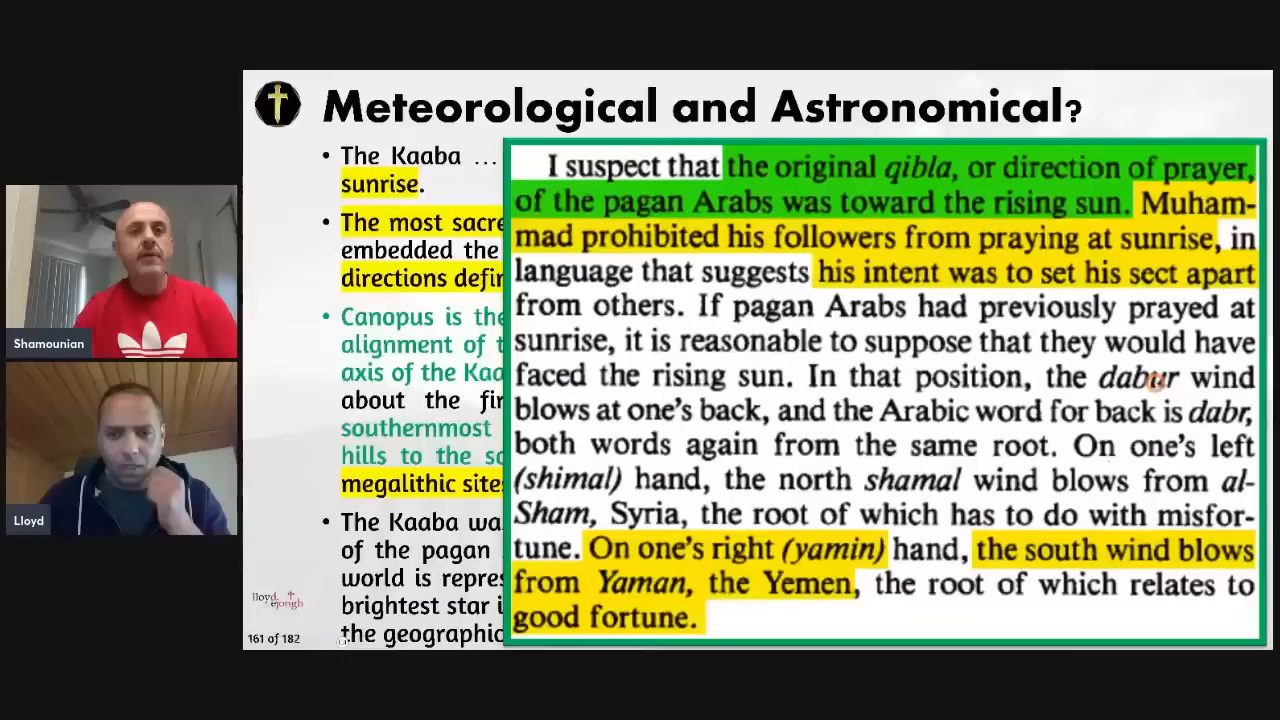 Meteorological and Astronomical?
• The Kaaba …
sunrise.
• The most sacre
embedded the
directions defin
• Canopus is the
alignment of t
axis of the Kaa
about the fir
southernmost
hills to the so
megalithic sites
• The Kaaba wa
of the pagan
world is repres
brightest star i
the geographic
I suspect that the original qibla, or direction of prayer,
of the pagan Arabs was toward the rising sun. Muham-
mad prohibited his followers from praying at sunrise, in
language that suggests his intent was to set his sect apart
from others. If pagan Arabs had previously prayed at
sunrise, it is reasonable to suppose that they would have
faced the rising sun. In that position, the dabur wind
blows at one's back, and the Arabic word for back is dabr,
both words again from the same root. On one's left
(shimal) hand, the north shamal wind blows from al-
Sham, Syria, the root of which has to do with misfor-
tune. On one's right (yamin) hand, the south wind blows
from Yaman, the Yemen, the root of which relates to
good fortune.
Shamounian
Lloyd
lloyd
161 of 182